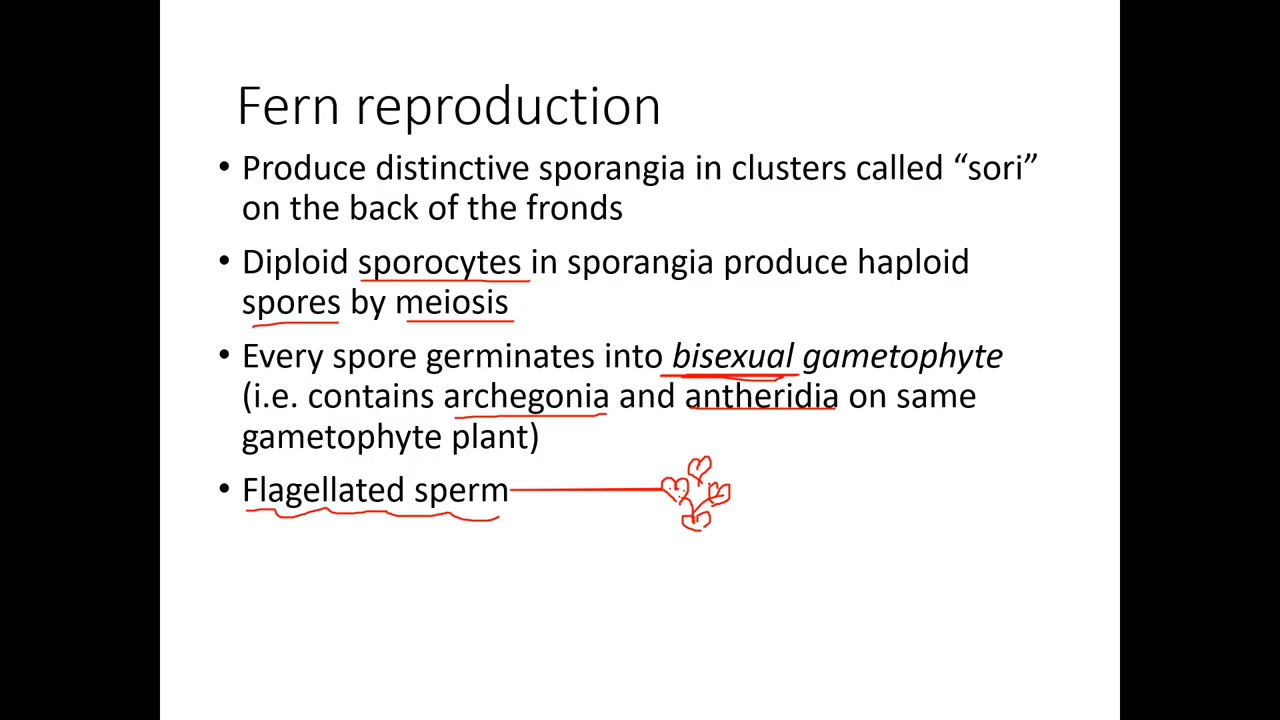 Fern reproduction
• Produce distinctive sporangia in clusters called “sori”
on the back of the fronds
• Diploid sporocytes in sporangia produce haploid
spores by meiosis
• Every spore germinates into bisexual gametophyte
(i.e. contains archegonia and antheridia on same
gametophyte plant)
• Flagellated sperm